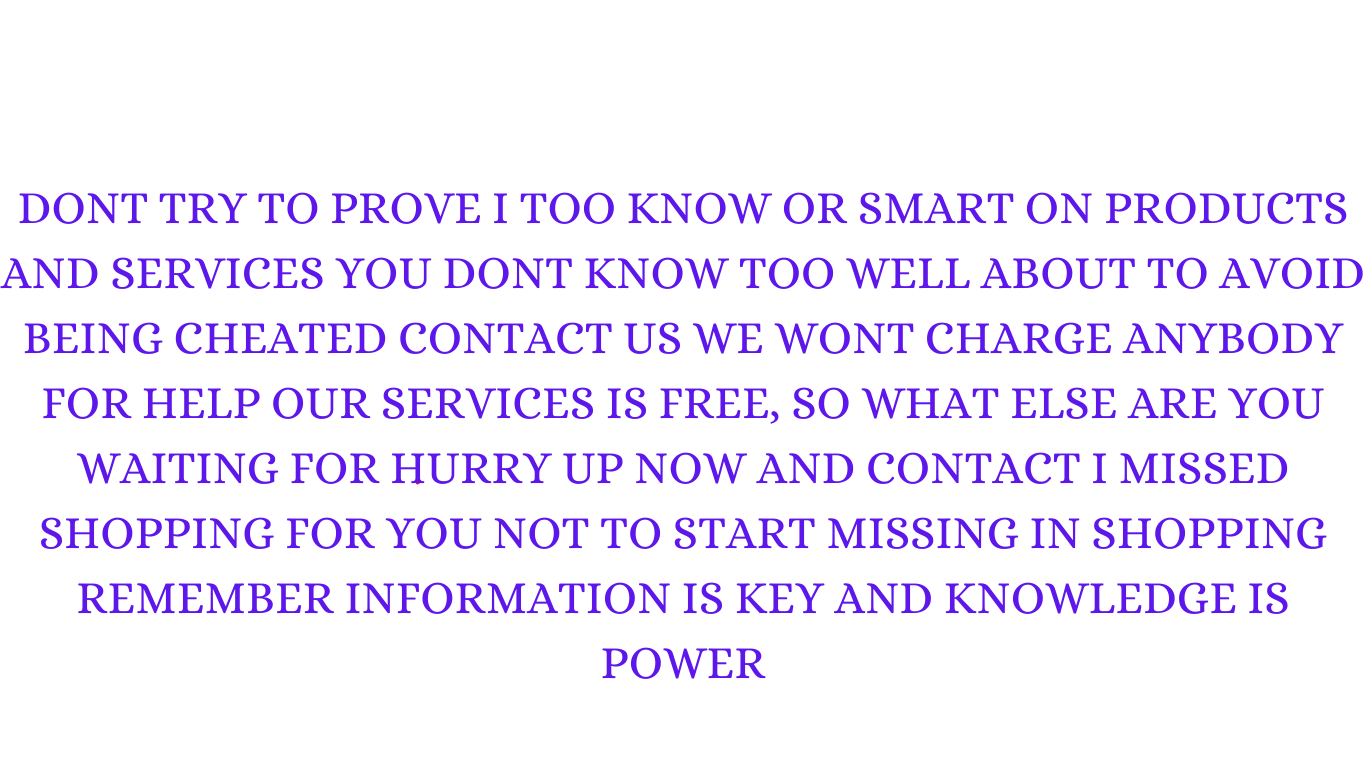 DONT TRY TO PROVE I TOO KNOW OR SMART ON PRODUCTS
AND SERVICES YOU DONT KNOW TOO WELL ABOUT TO AVOID
BEING CHEATED CONTACT US WE WONT CHARGE ANYBODY
FOR HELP OUR SERVICES IS FREE, SO WHAT ELSE ARE YOU
WAITING FOR HURRY UP NOW AND CONTACT I MISSED
SHOPPING FOR YOU NOT TO START MISSING IN SHOPPING
REMEMBER INFORMATION IS KEY AND KNOWLEDGE IS
POWER